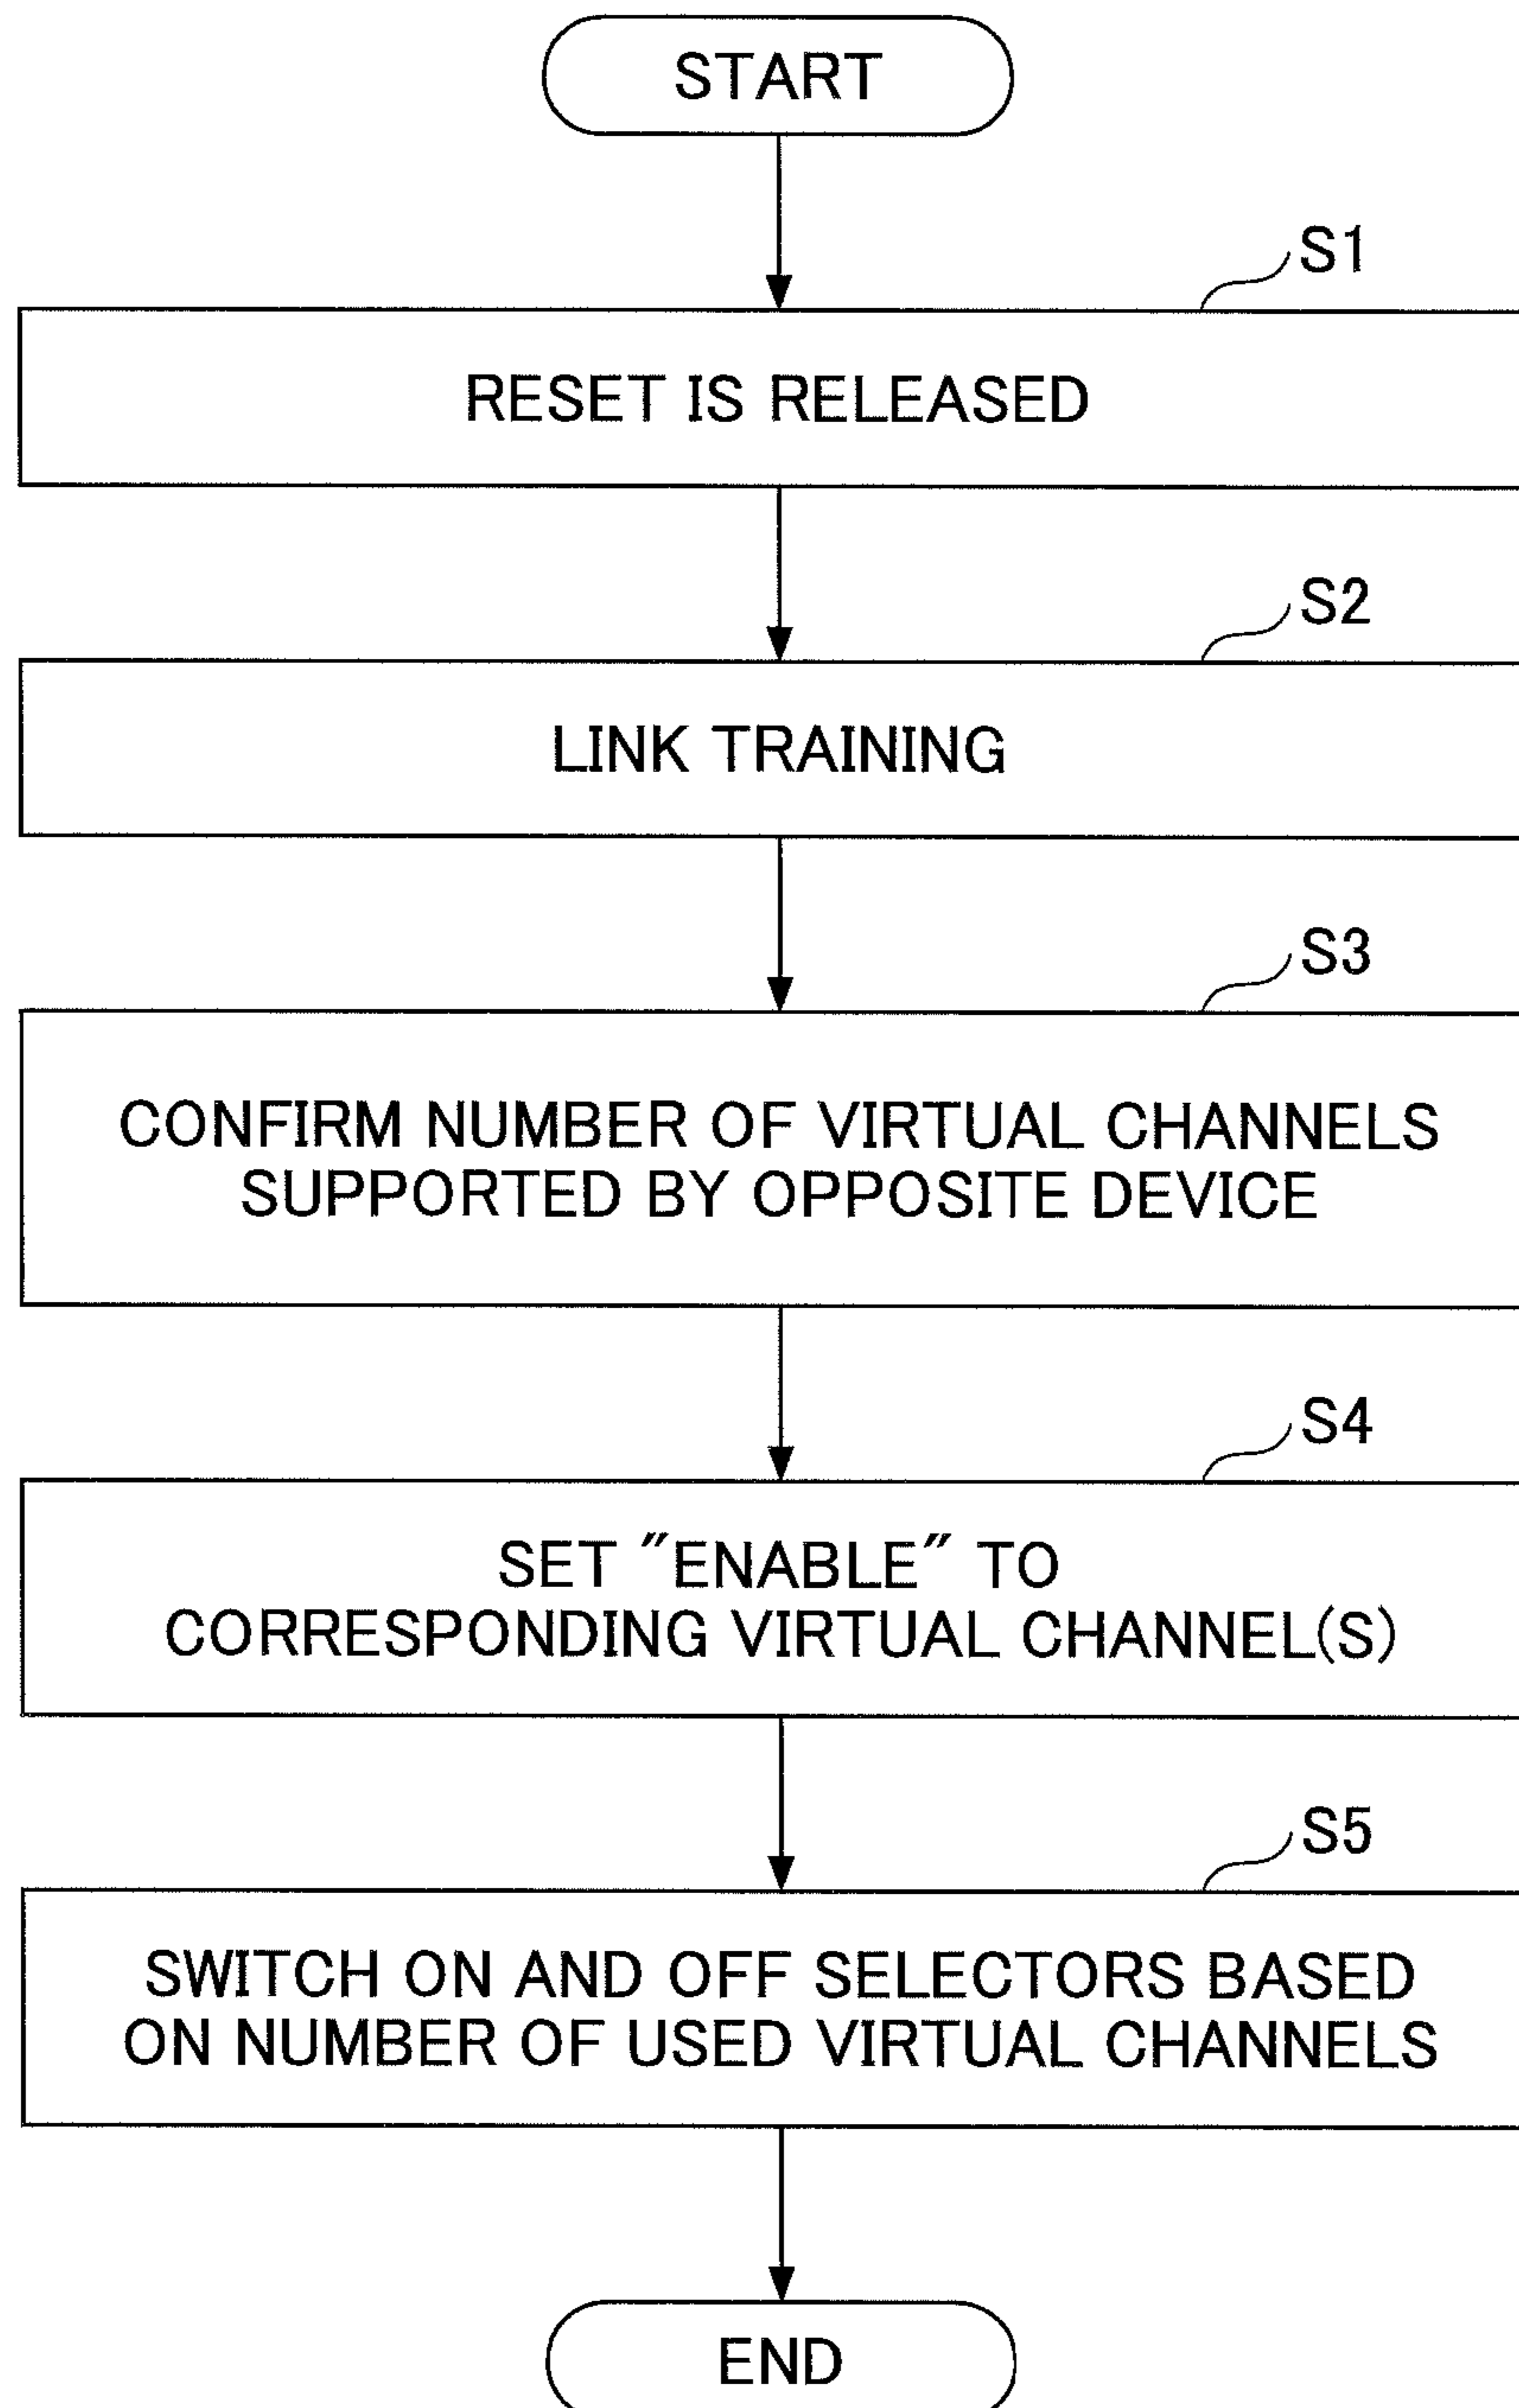 START
S1
RESET IS RELEASED
S2
LINK TRAINING
S3
CONFIRM NUMBER OF VIRTUAL CHANNELS
SUPPORTED BY OPPOSITE DEVICE
S4
SET "ENABLE" TO
CORRESPONDING VIRTUAL CHANNEL(S)
S5
SWITCH ON AND OFF SELECTORS BASED
ON NUMBER OF USED VIRTUAL CHANNELS
END